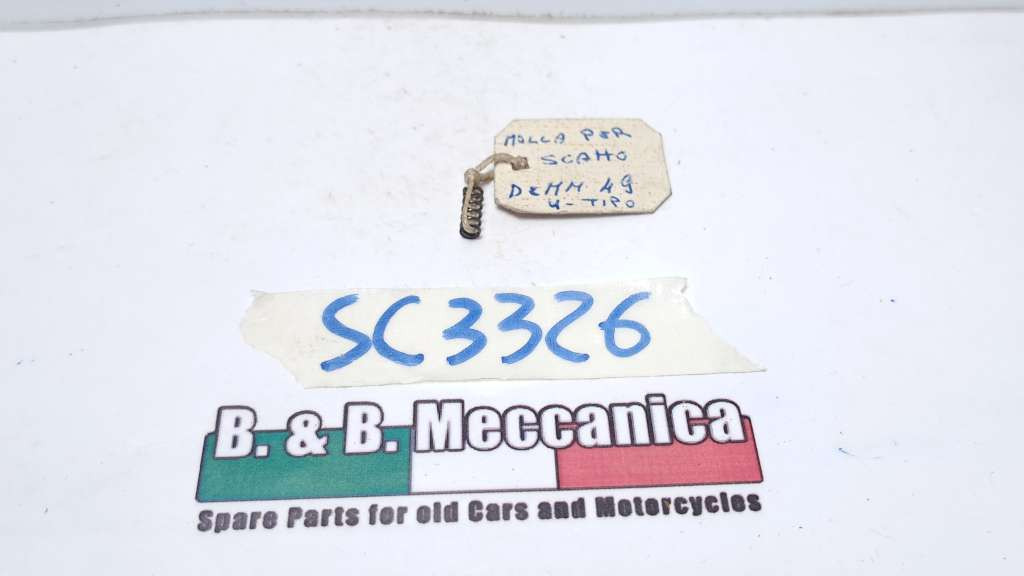 MOLLA PER
SCATTO
DEMM 49
4- TIPO
SC3326
B. & B. Meccanica
Spare Parts for old Cars and Motorcycles